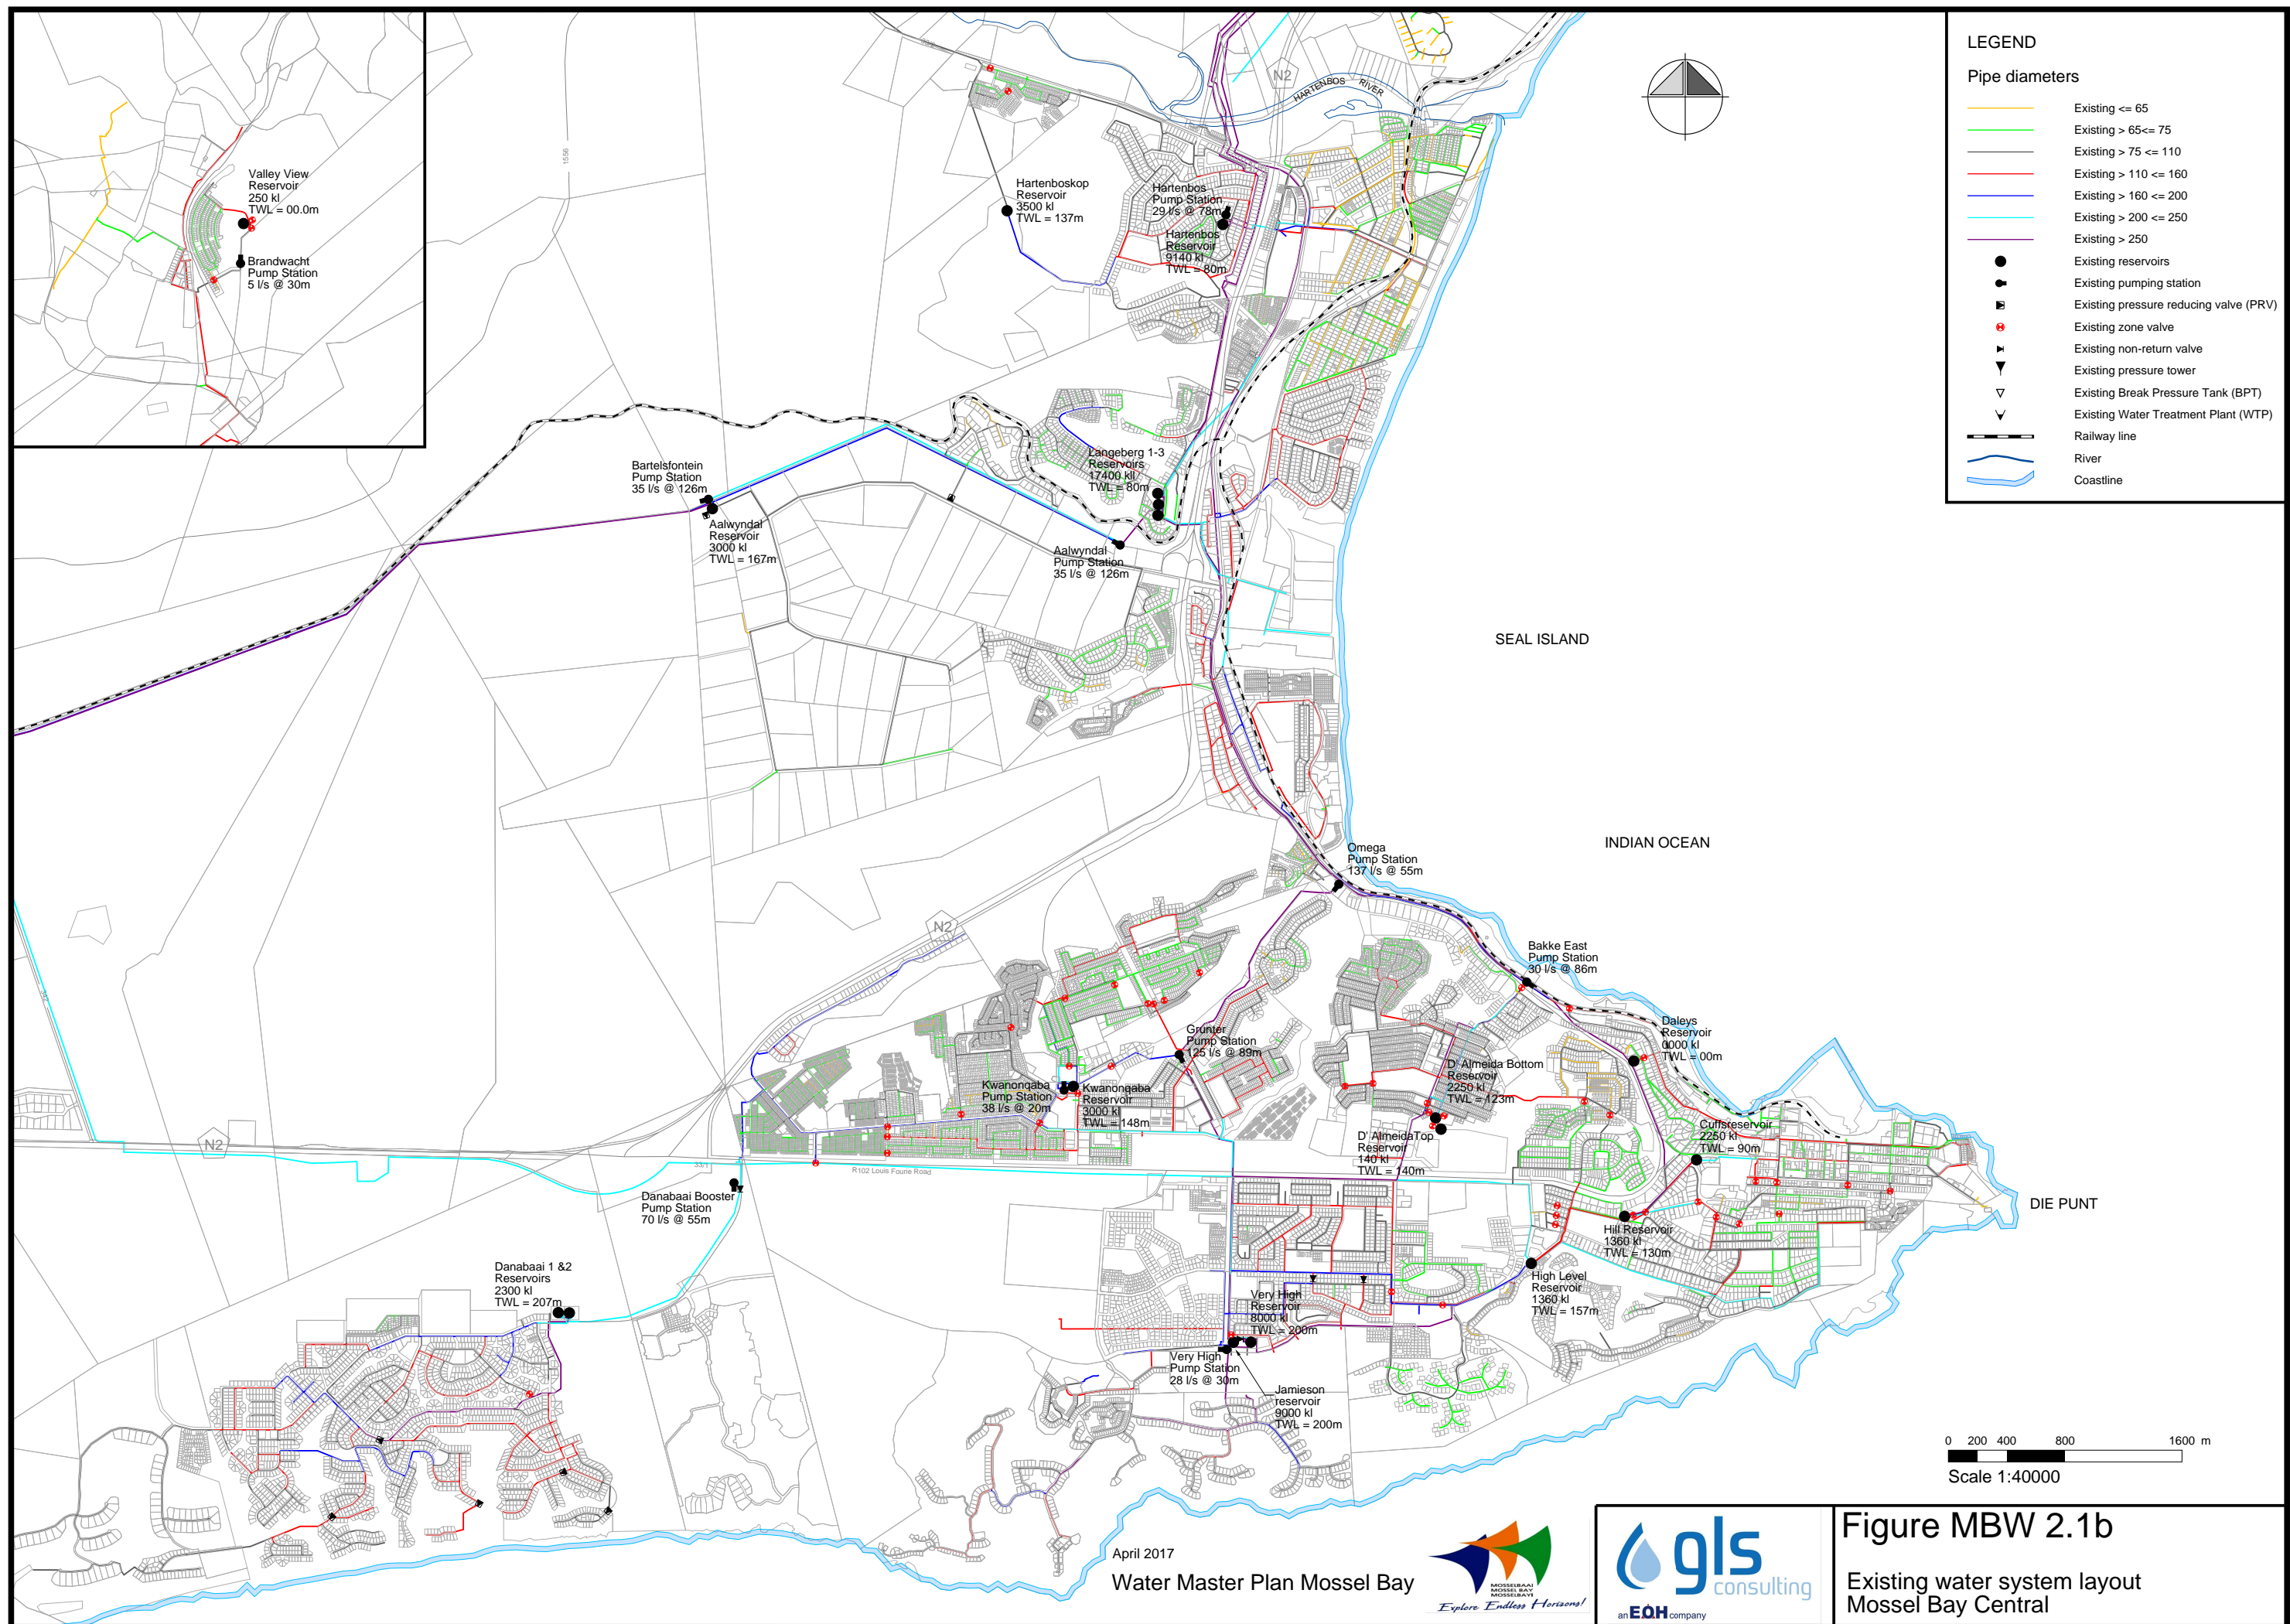 Valley View
Reservoir
250 kl
TWL = 00.0m
Brandwacht
Pump Station
5 l/s @ 30m
1556
N2
HARTENBOS RIVER
Hartenboskop
Reservoir
3500 kl
TWL = 137m
Hartenbos
Pump Station
29 l/s @ 78m
Hartenbos
Reservoir
9140 kl
TWL = 80m
LEGEND
Pipe diameters
Existing <= 65
Existing > 65<= 75
Existing > 75 <= 110
Existing > 110 <= 160
Existing > 160 <= 200
Existing > 200 <= 250
Existing > 250
Existing reservoirs
Existing pumping station
Existing pressure reducing valve (PRV)
Existing zone valve
Existing non-return valve
Existing pressure tower
Existing Break Pressure Tank (BPT)
Existing Water Treatment Plant (WTP)
Railway line
River
Coastline
Bartelsfontein
Pump Station
35 l/s @ 126m
Aalwyndal
Reservoir
3000 kl
TWL = 167m
Langeberg 1-3
Reservoirs
17400 kll
TWL = 80m
Aalwyndal
Pump Station
35 l/s @ 126m
SEAL ISLAND
INDIAN OCEAN
Omega
Pump Station
137 l/s @ 55m
N2
Bakke East
Pump Station
30 l/s @ 86m
Grunter
Pump Station
125 l/s @ 89m
Daleys
Reservoir
0000 kl
TWL = 00m
Kwanonqaba
Pump Station
38 l/s @ 20m
Kwanonqaba
Reservoir
3000 kl
TWL = 148m
D' Almeida Bottom
Reservoir
2250 kl
TWL = 123m
D' AlmeidaTop
Reservoir
140 kl
TWL = 140m
Cuffsreservoir
2250 kl
TWL = 90m
N2
33/1
R102 Louis Fourie Road
Danabaai Booster
Pump Station
70 l/s @ 55m
DIE PUNT
Hill Reservoir
1360 kl
TWL = 130m
High Level
Reservoir
1360 kl
TWL = 157m
Danabaai 1 &2
Reservoirs
2300 kl
TWL = 207m
Very High
Reservoir
8000 kl
TWL = 200m
Very High
Pump Station
28 l/s @ 30m
Jamieson
reservoir
9000 kl
TWL = 200m
0 200 400 800 1600 m
Scale 1:40000
April 2017
Water Master Plan Mossel Bay
MOSSELBAAI
MOSSEL BAY
MOSSELBAYI
Explore Endless Horizons!
gls
consulting
an EOH company
Figure MBW 2.1b
Existing water system layout
Mossel Bay Central